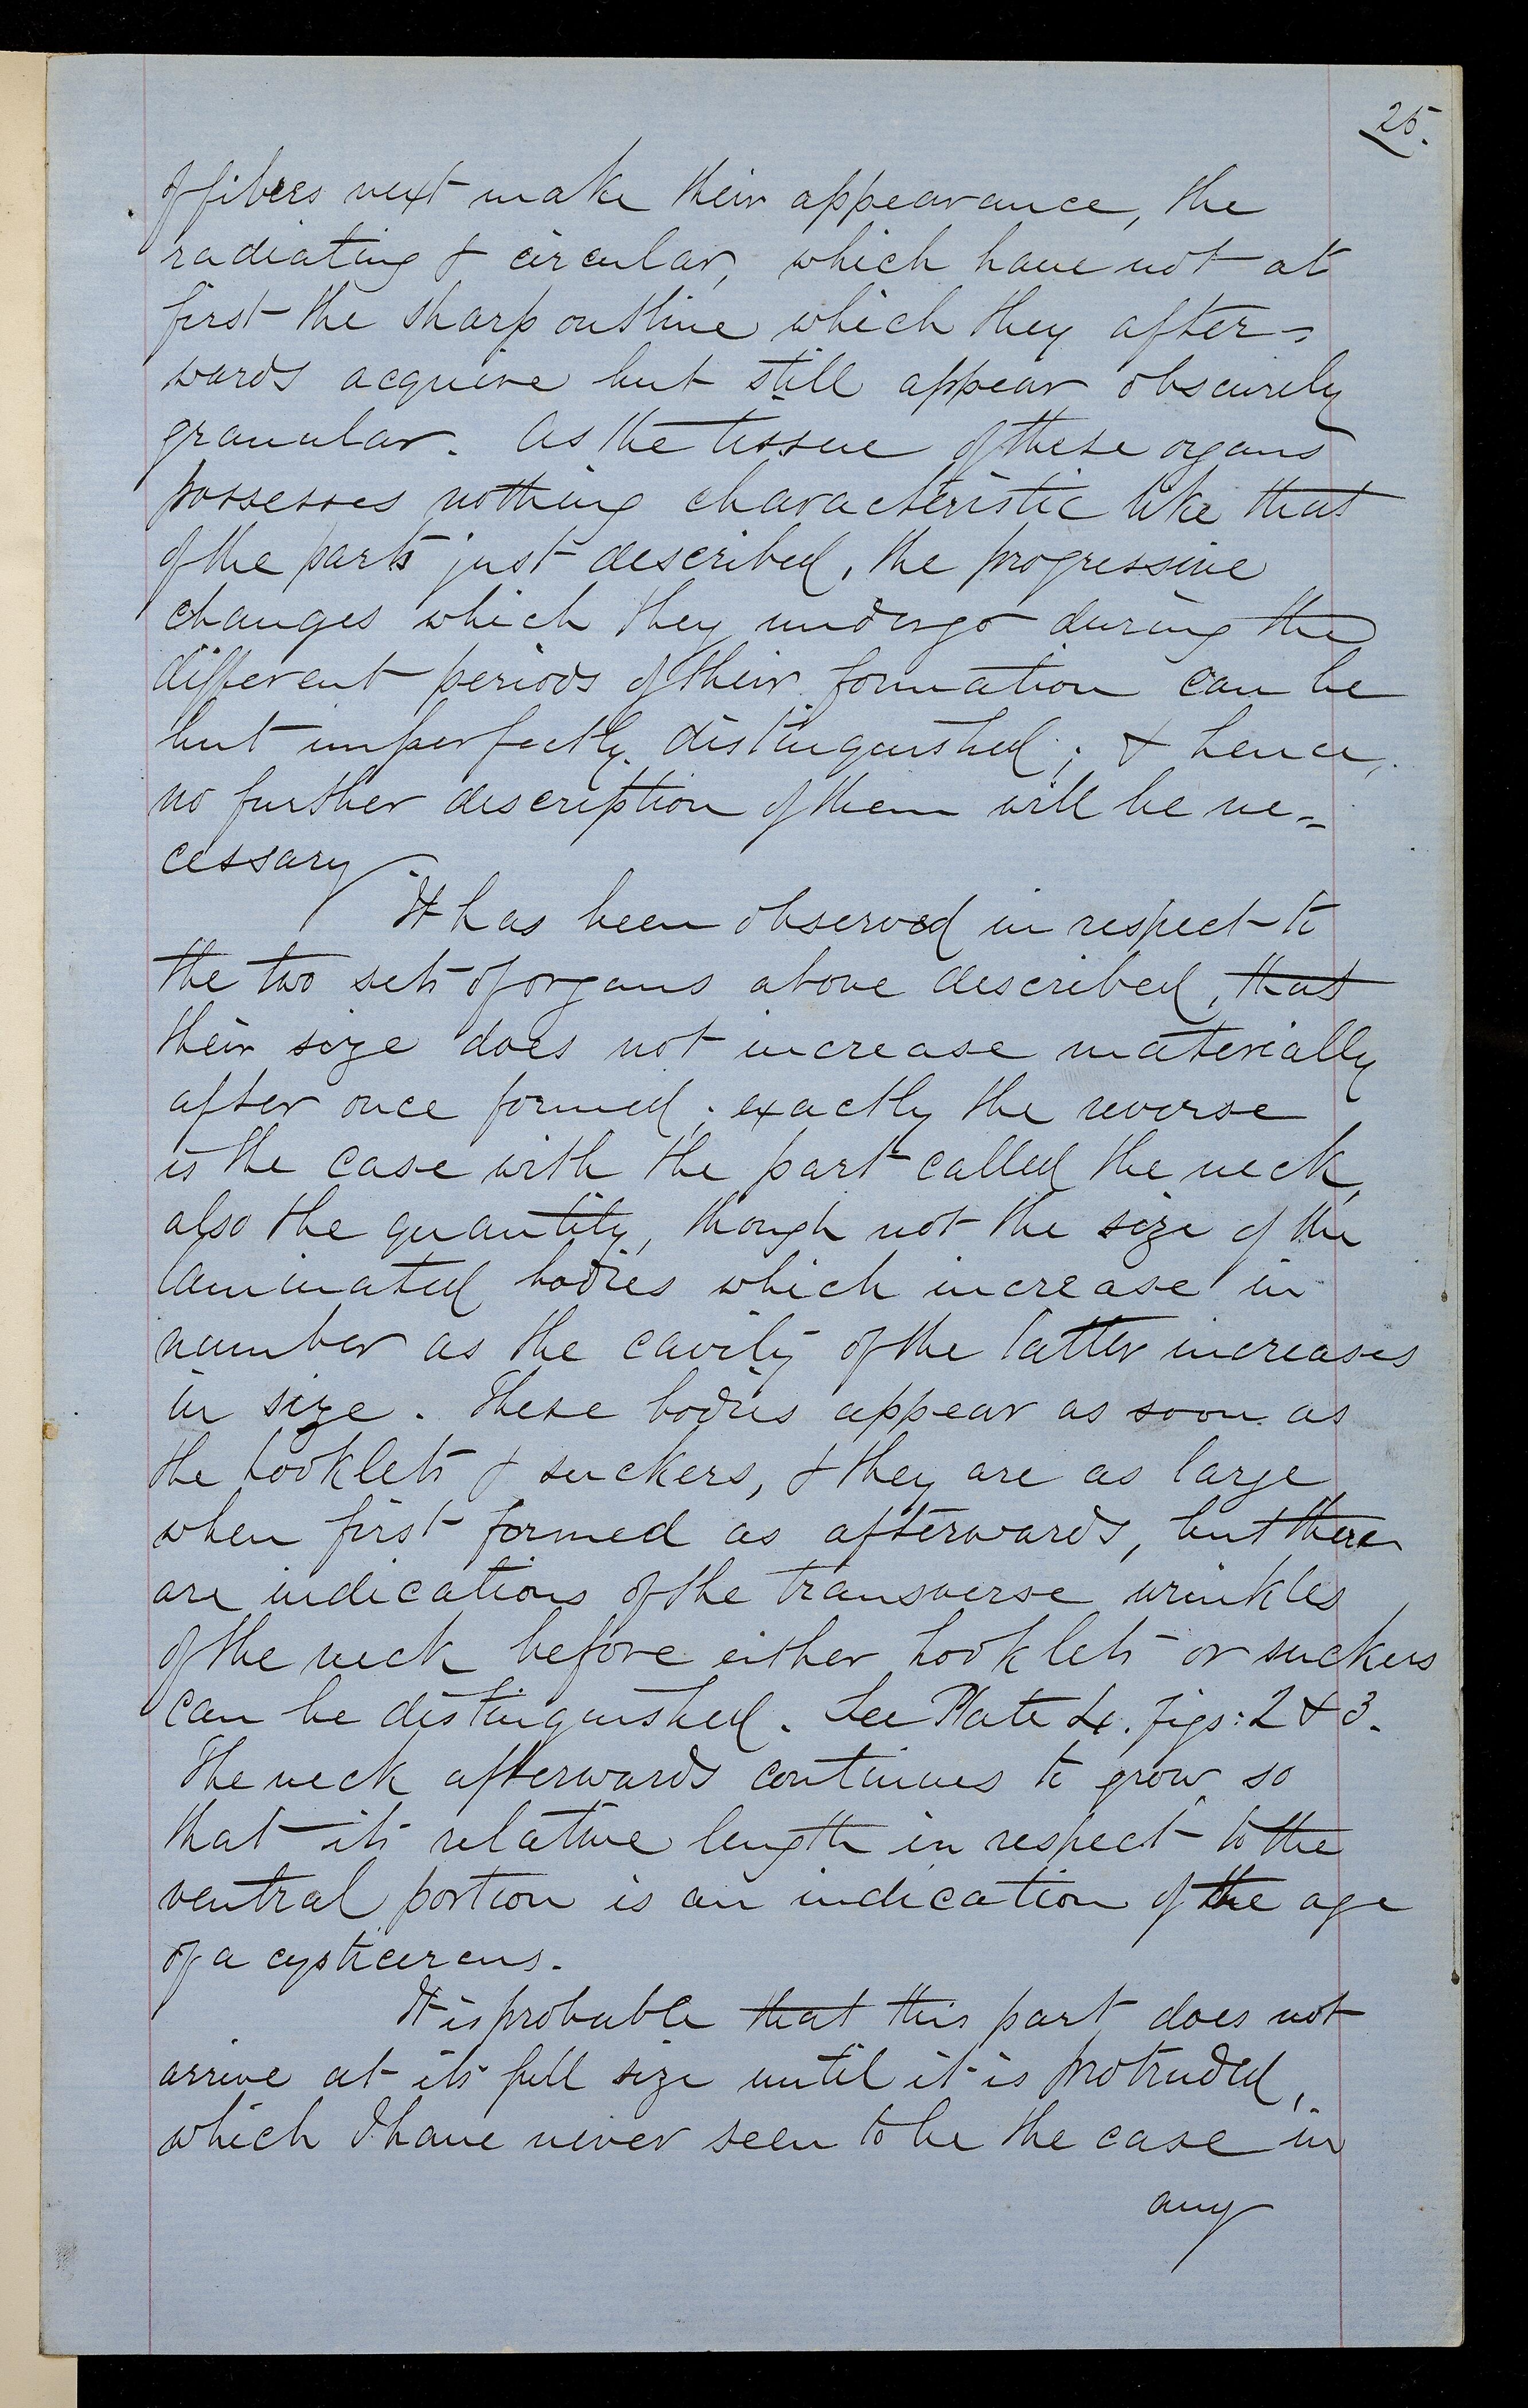 25.
of fibres next make their appearance, the
radiating & circular, which have not at
first the sharp outline which they after-
wards acquire but still appear obscurely
granular. As the tissue of these organs
possesses nothing characteristic like that
of the parts just described, the progressive
changes which they undergo during the
different periods of their formation can be
but imperfectly distinguished; & hence,
no further description of them will be ne-
cessary.
It has been observed in respect to
the two sets of organs above described, that
their size does not increase materially
after once formed; exactly the reverse
is the case with the part called the neck,
also the quantity, though not the size of the
laminated bodies which increase in
number as the cavity of the latter increases
in size. These bodies appear as soon as
the hooklets & suckers, & they are as large
when first formed as afterwards, but there
are indications of the transverse wrinkles
of the neck before either hooklets or suckers
can be distinguished. See Plate 4. figs: 2 & 3.
The neck afterwards continues to grow so
that its relative length in respect to the
ventral portion is an indication of the age
of a cysticercus.
It is probable that this part does not
arrive at its full size until it is protruded,
which I have never seen to be the case in
any